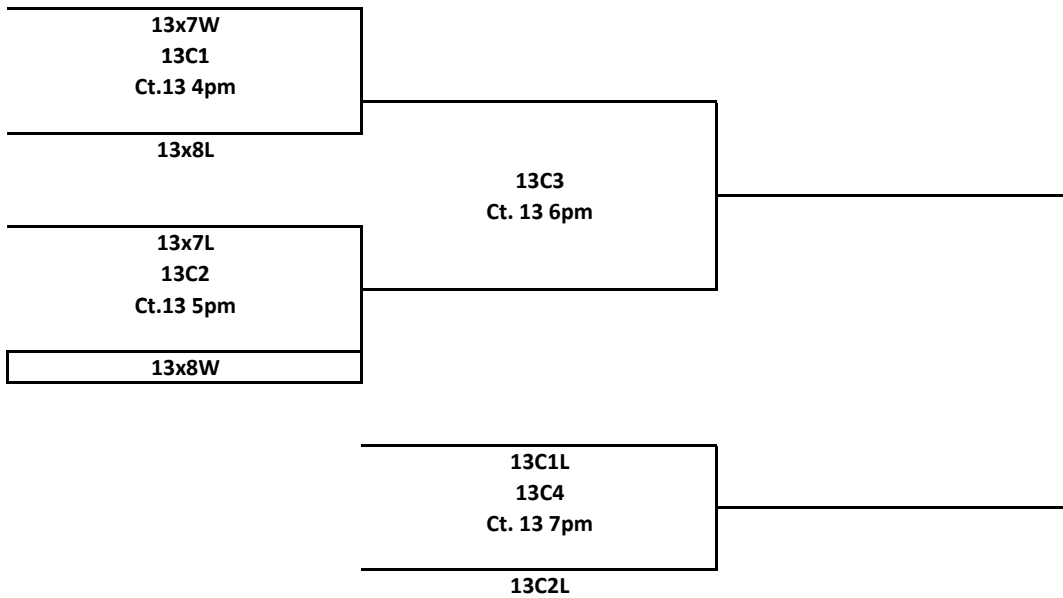 13x7W
13C1
Ct.13 4pm
13x8L
13C3
Ct. 13 6pm
13x7L
13C2
Ct.13 5pm
13x8W
13C1L
13C4
Ct. 13 7pm
13C2L